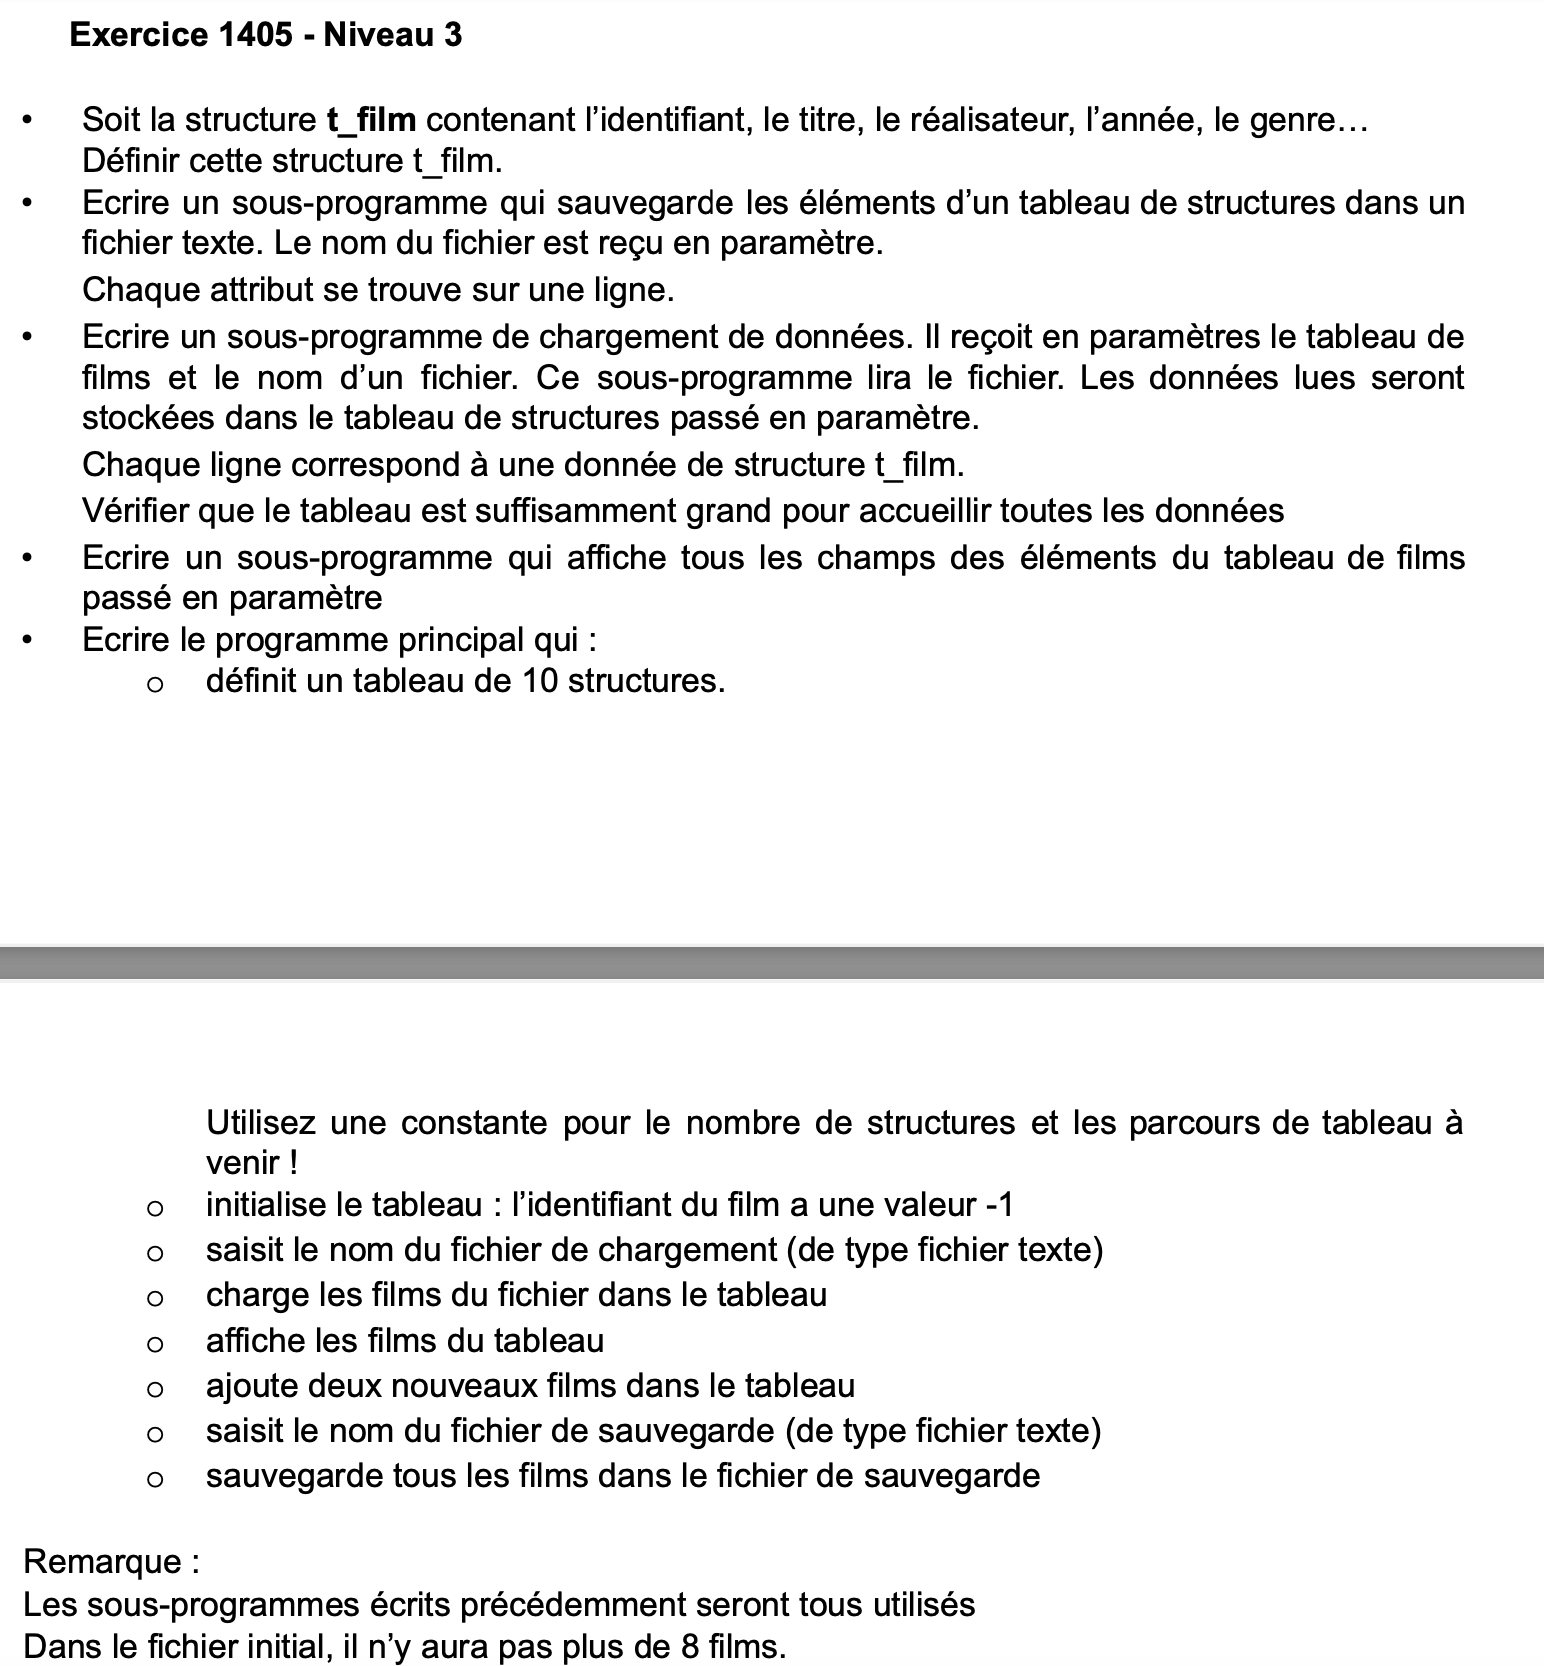 Exercice 1405 - Niveau 3
• Soit la structure t_film contenant l’identifiant, le titre, le réalisateur, l’année, le genre…
Définir cette structure t_film.
• Ecrire un sous-programme qui sauvegarde les éléments d’un tableau de structures dans un
fichier texte. Le nom du fichier est reçu en paramètre.
Chaque attribut se trouve sur une ligne.
• Ecrire un sous-programme de chargement de données. Il reçoit en paramètres le tableau de
films et le nom d’un fichier. Ce sous-programme lira le fichier. Les données lues seront
stockées dans le tableau de structures passé en paramètre.
Chaque ligne correspond à une donnée de structure t_film.
Vérifier que le tableau est suffisamment grand pour accueillir toutes les données
• Ecrire un sous-programme qui affiche tous les champs des éléments du tableau de films
passé en paramètre
• Ecrire le programme principal qui :
o définit un tableau de 10 structures.
Utilisez une constante pour le nombre de structures et les parcours de tableau à
venir !
o initialise le tableau : l’identifiant du film a une valeur -1
o saisit le nom du fichier de chargement (de type fichier texte)
o charge les films du fichier dans le tableau
o affiche les films du tableau
o ajoute deux nouveaux films dans le tableau
o saisit le nom du fichier de sauvegarde (de type fichier texte)
o sauvegarde tous les films dans le fichier de sauvegarde
Remarque :
Les sous-programmes écrits précédemment seront tous utilisés
Dans le fichier initial, il n’y aura pas plus de 8 films.